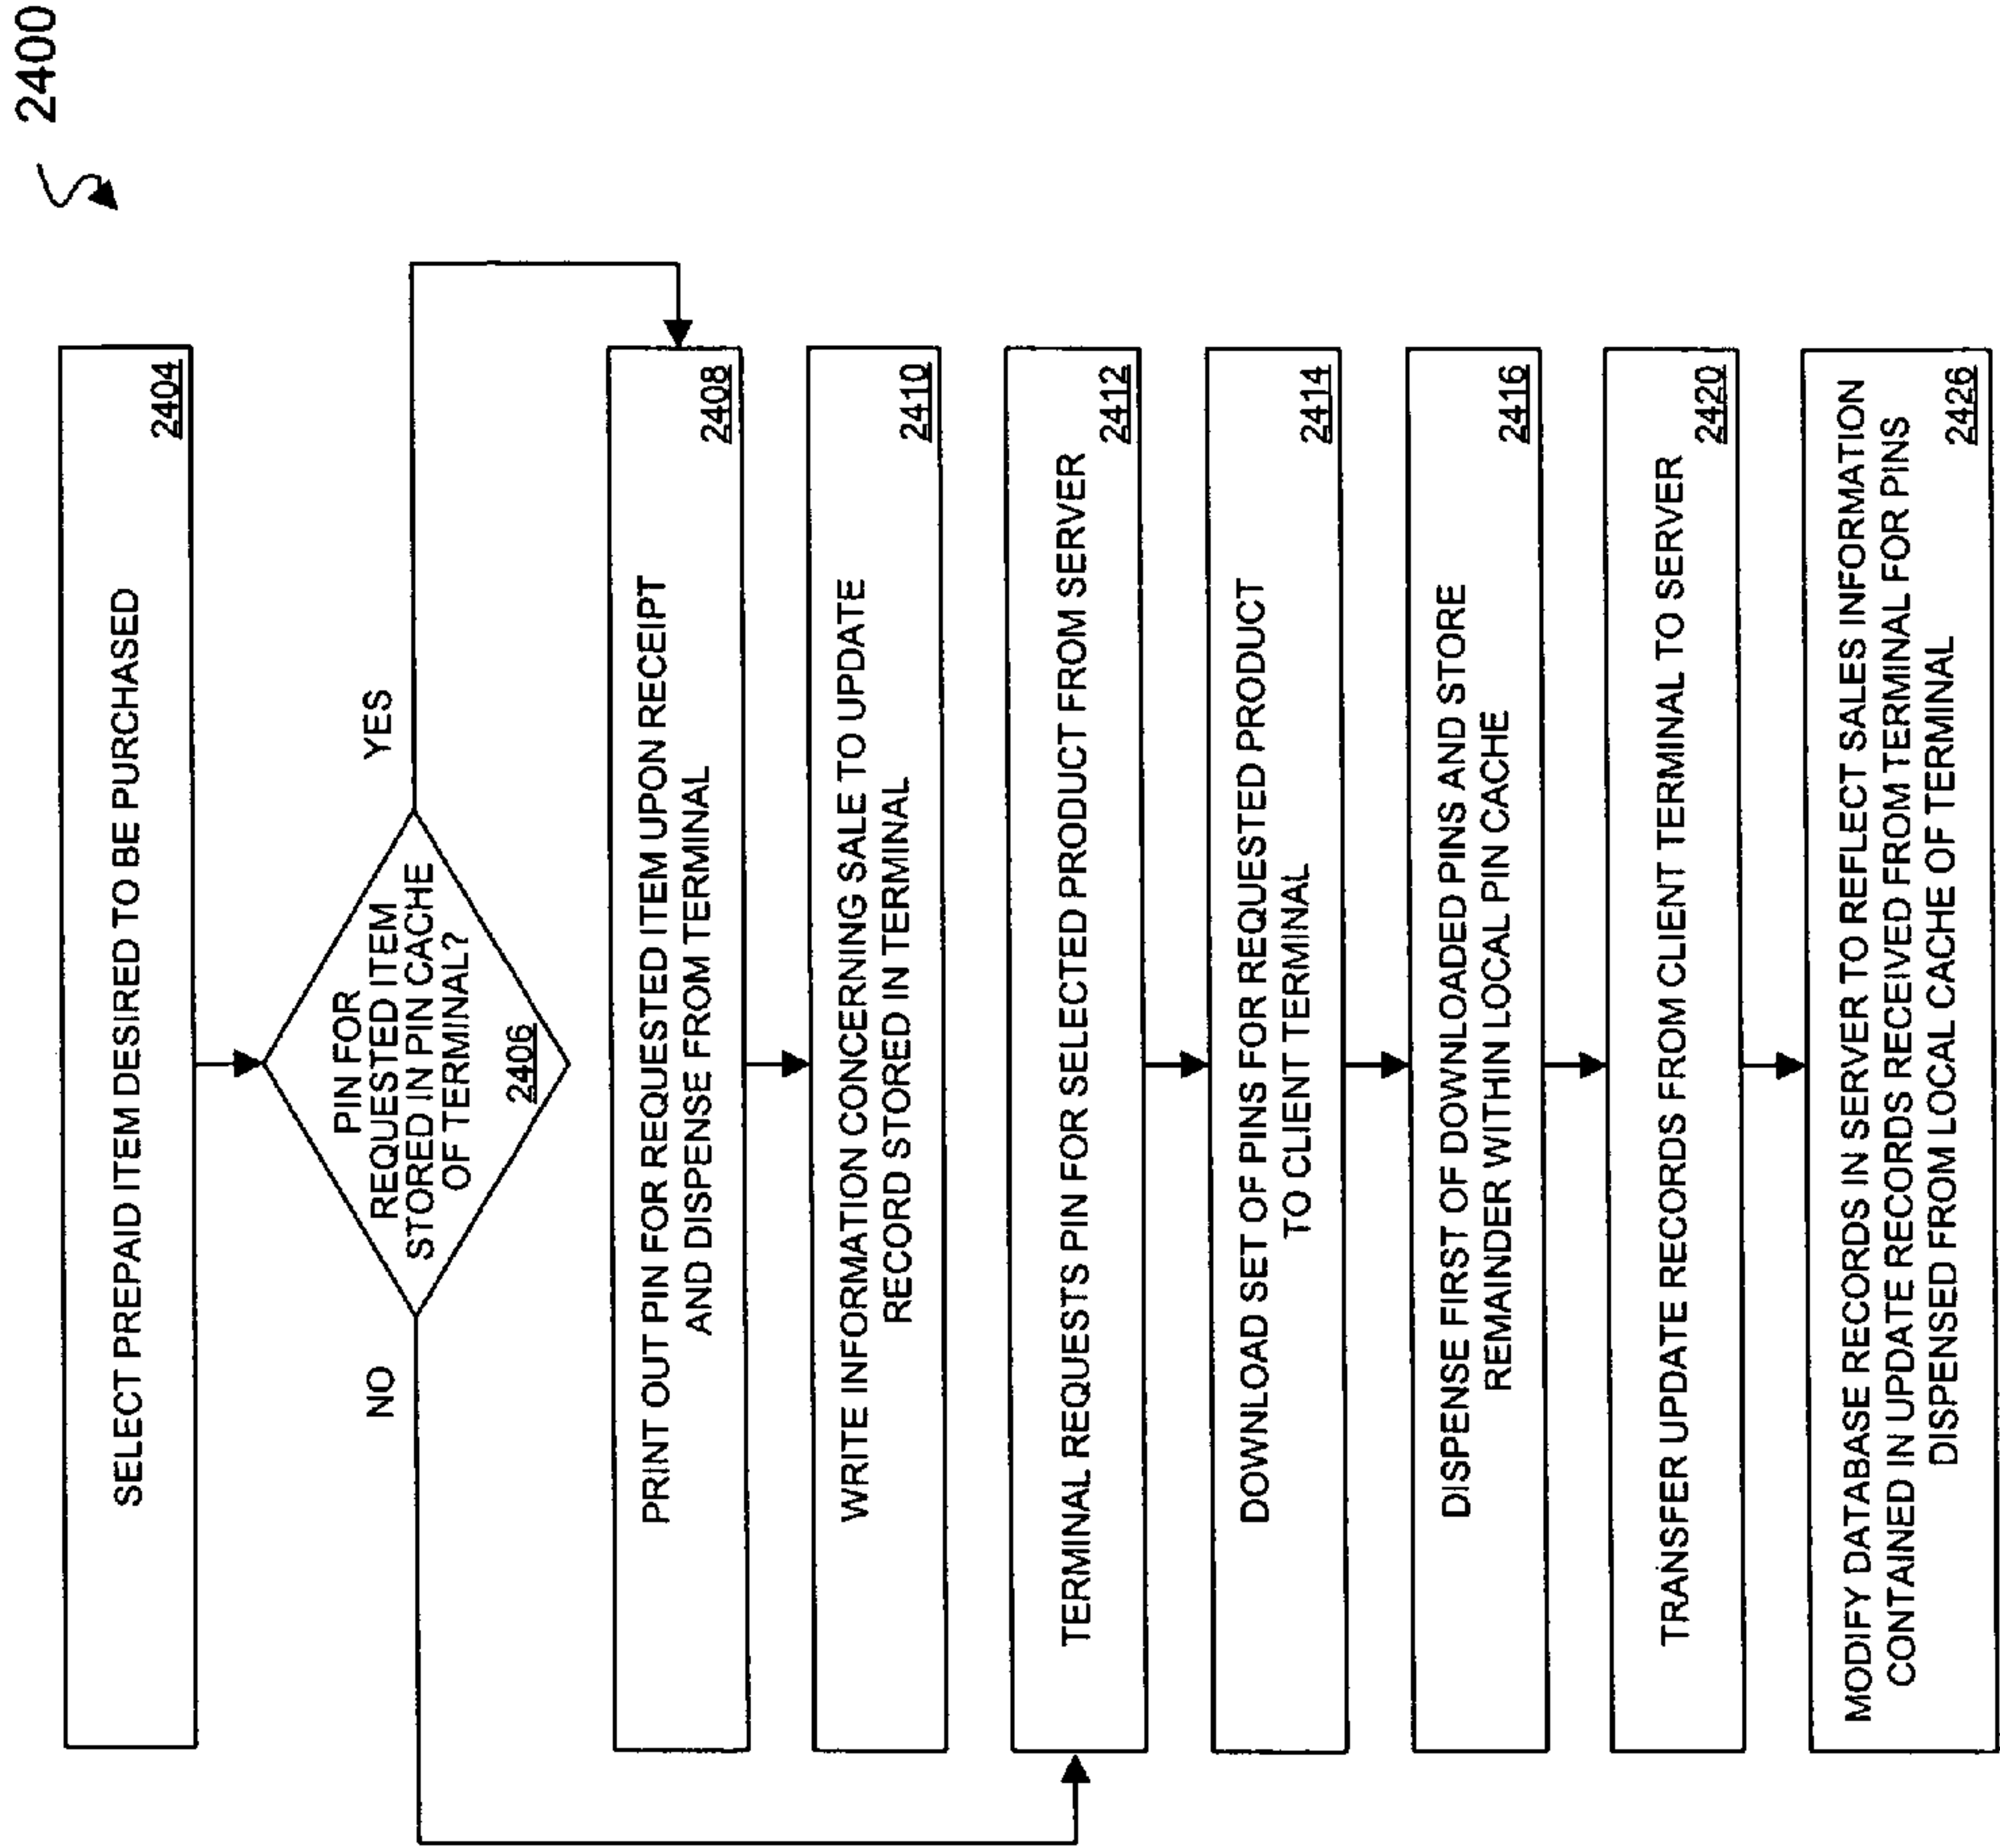 2400
SELECT PREPAID ITEM DESIRED TO BE PURCHASED
2404
PIN FOR
REQUESTED ITEM
STORED IN PIN CACHE
OF TERMINAL?
2406
YES
NO
PRINT OUT PIN FOR REQUESTED ITEM UPON RECEIPT
AND DISPENSE FROM TERMINAL
2408
WRITE INFORMATION CONCERNING SALE TO UPDATE
RECORD STORED IN TERMINAL
2410
TERMINAL REQUESTS PIN FOR SELECTED PRODUCT FROM SERVER
2412
DOWNLOAD SET OF PINS FOR REQUESTED PRODUCT
TO CLIENT TERMINAL
2414
DISPENSE FIRST OF DOWNLOADED PINS AND STORE
REMAINDER WITHIN LOCAL PIN CACHE
2416
TRANSFER UPDATE RECORDS FROM CLIENT TERMINAL TO SERVER
2420
MODIFY DATABASE RECORDS IN SERVER TO REFLECT SALES INFORMATION
CONTAINED IN UPDATE RECORDS RECEIVED FROM TERMINAL FOR PINS
DISPENSED FROM LOCAL CACHE OF TERMINAL
2426